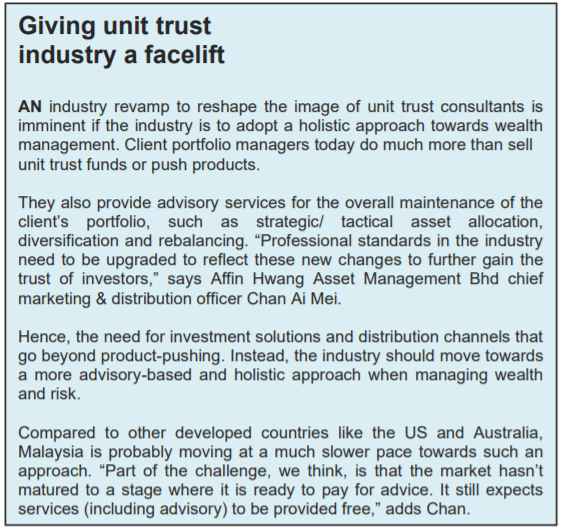 Giving unit trust
industry a facelift
AN industry revamp to reshape the image of unit trust consultants is
imminent if the industry is to adopt a holistic approach towards wealth
management. Client portfolio managers today do much more than sell
unit trust funds or push products.
They also provide advisory services for the overall maintenance of the
client’s portfolio, such as strategic/ tactical asset allocation,
diversification and rebalancing. “Professional standards in the industry
need to be upgraded to reflect these new changes to further gain the
trust of investors,” says Affin Hwang Asset Management Bhd chief
marketing & distribution officer Chan Ai Mei.
Hence, the need for investment solutions and distribution channels that
go beyond product-pushing. Instead, the industry should move towards
a more advisory-based and holistic approach when managing wealth
and risk.
Compared to other developed countries like the US and Australia,
Malaysia is probably moving at a much slower pace towards such an
approach. “Part of the challenge, we think, is that the market hasn’t
matured to a stage where it is ready to pay for advice. It still expects
services (including advisory) to be provided free,” adds Chan.